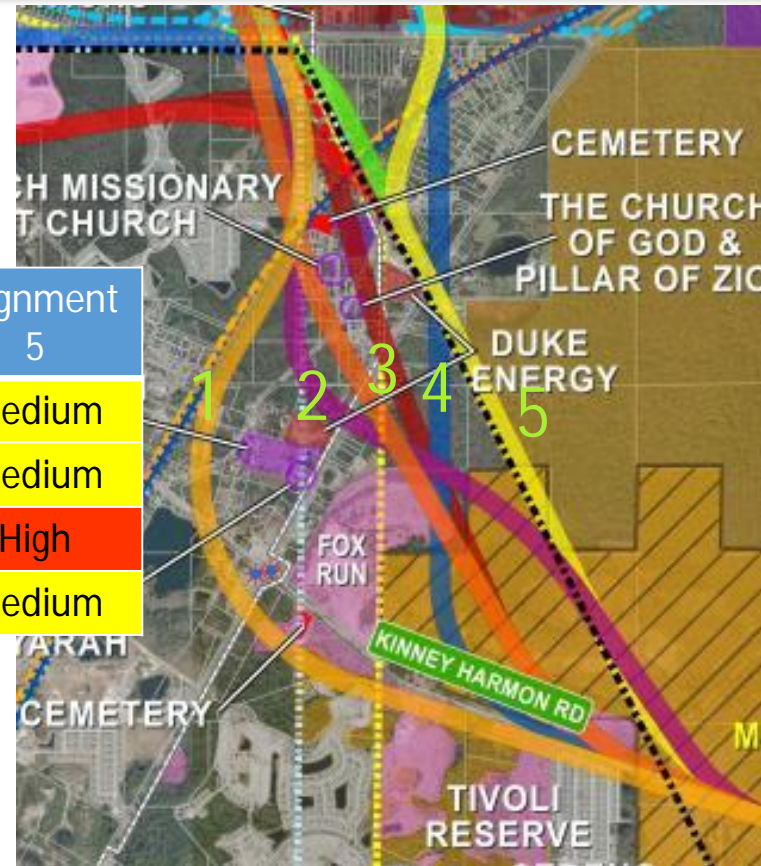 CEMETERY
CH MISSIONARY
T CHURCH
THE CHURCH
OF GOD &
PILLAR OF ZIO
gnment
5
edium
edium
High
edium
DUKE
ENERGY
1
2
3
4
5
FOX
RUN
YARAH
KINNEY HARMON RD
CEMETERY
M
TIVOLI
RESERVE